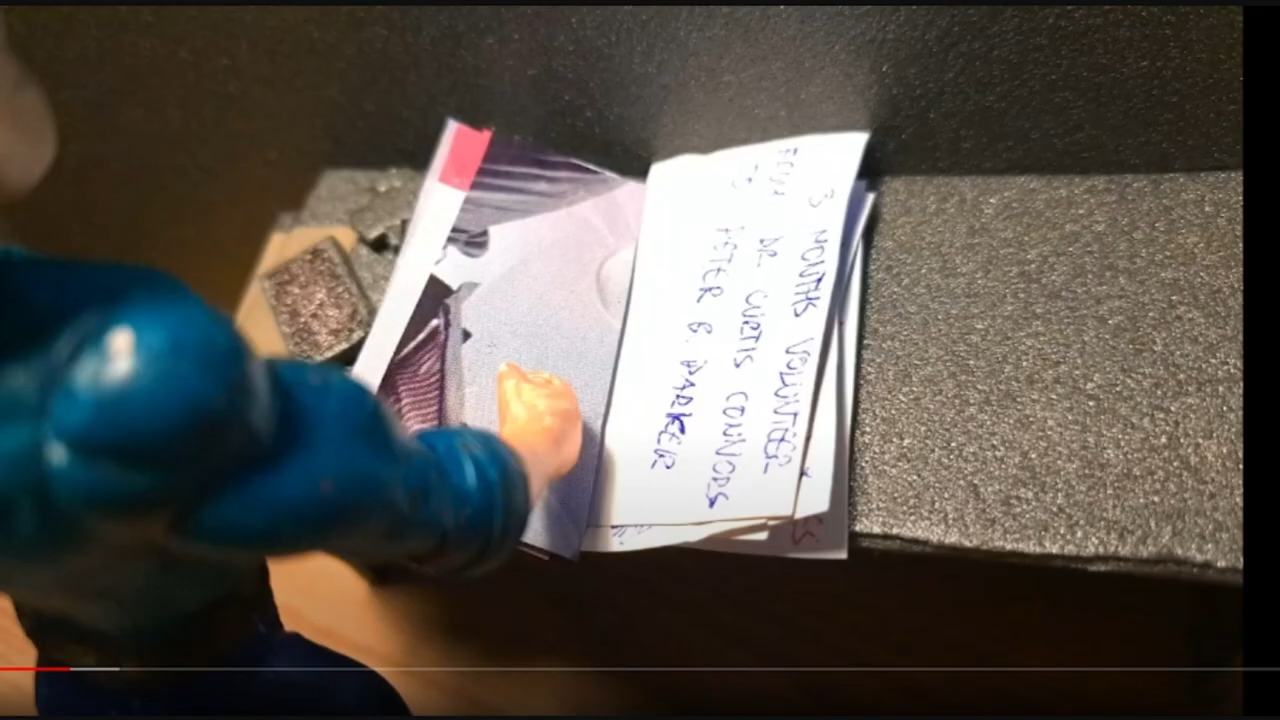 3 MONTHS VOLUNTEER
FROM DR. CURTIS CONNORS
TO PETER B. PARKER